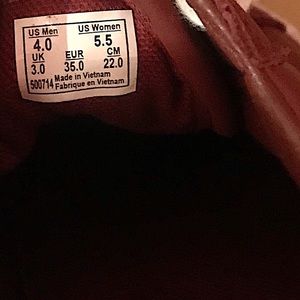 US Men US Women
4.0 5.5
UK EUR CM
3.0 35.0 22.0
500714 Made in Vietnam
Fabrique en Vietnam